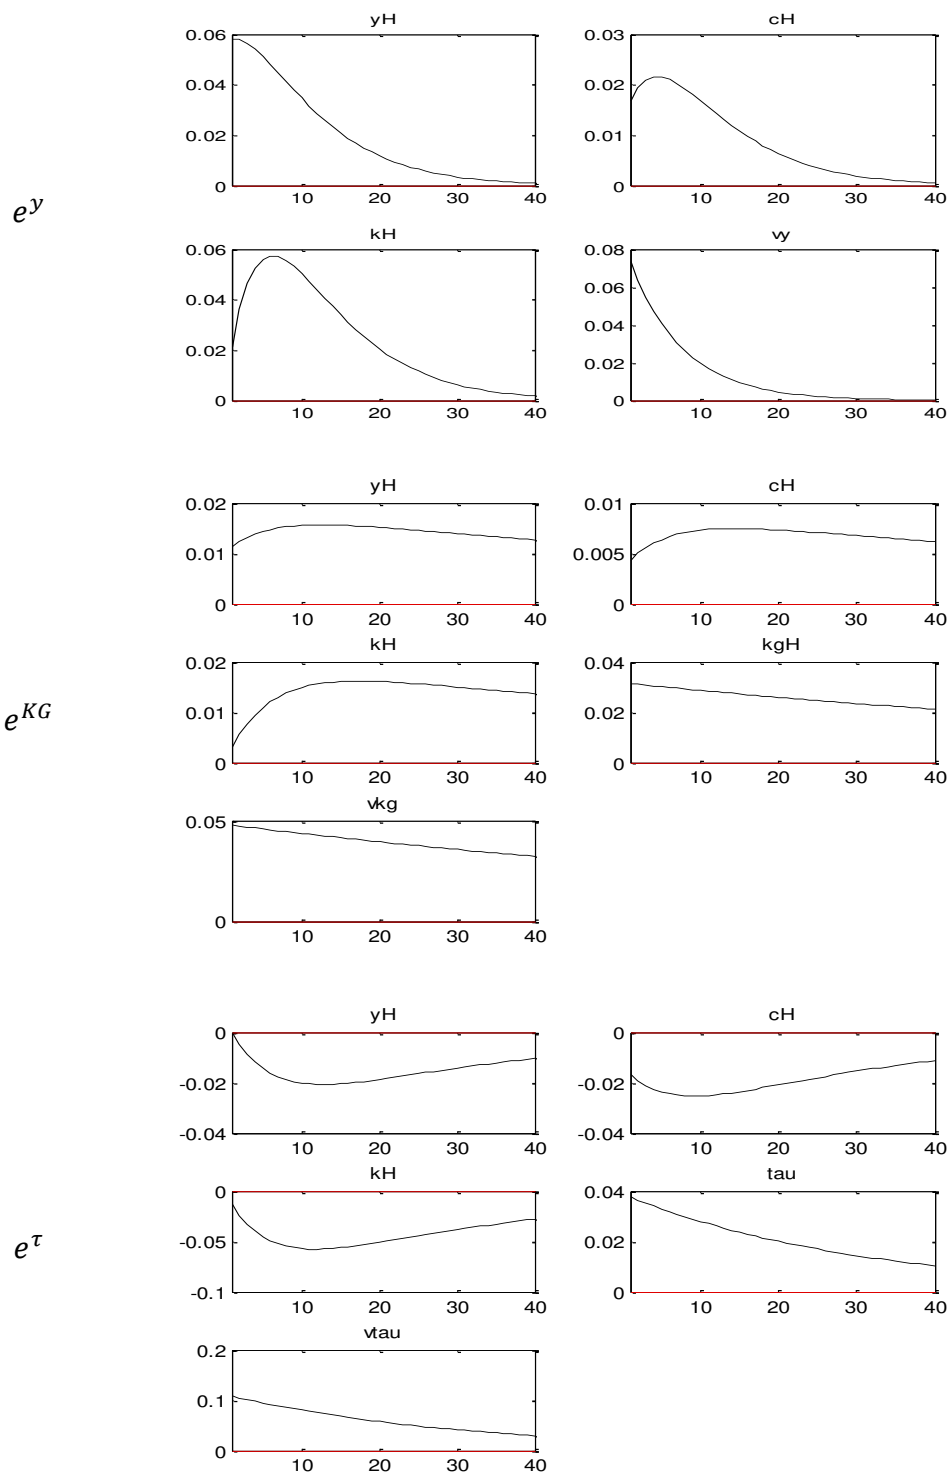 yH cH
0.06 0.03
0.04 0.02
0.02 0.01
0 0
10 20 30 40 10 20 30 40
e^y
kH vy
0.06 0.08
0.04 0.06
0.04
0.02 0.02
0 0
10 20 30 40 10 20 30 40
yH cH
0.02 0.01
0.01 0.005
0 0
10 20 30 40 10 20 30 40
kH kgH
0.02 0.04
e^KG
0.01 0.02
0 0
10 20 30 40 10 20 30 40
vkg
0.05
0
10 20 30 40
yH cH
0 0
-0.02 -0.02
-0.04 -0.04
10 20 30 40 10 20 30 40
kH tau
0 0.04
e^τ
-0.05 0.02
-0.1 0
10 20 30 40 10 20 30 40
vtau
0.2
0.1
0
10 20 30 40